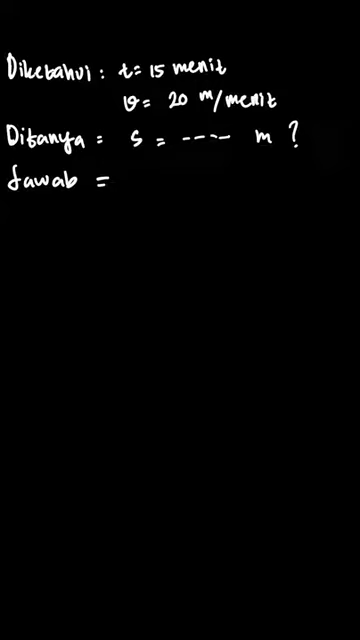 Diketahui : t = 15 menit
v = 20 m/menit
Ditanya = s = ---- m ?
Jawab =